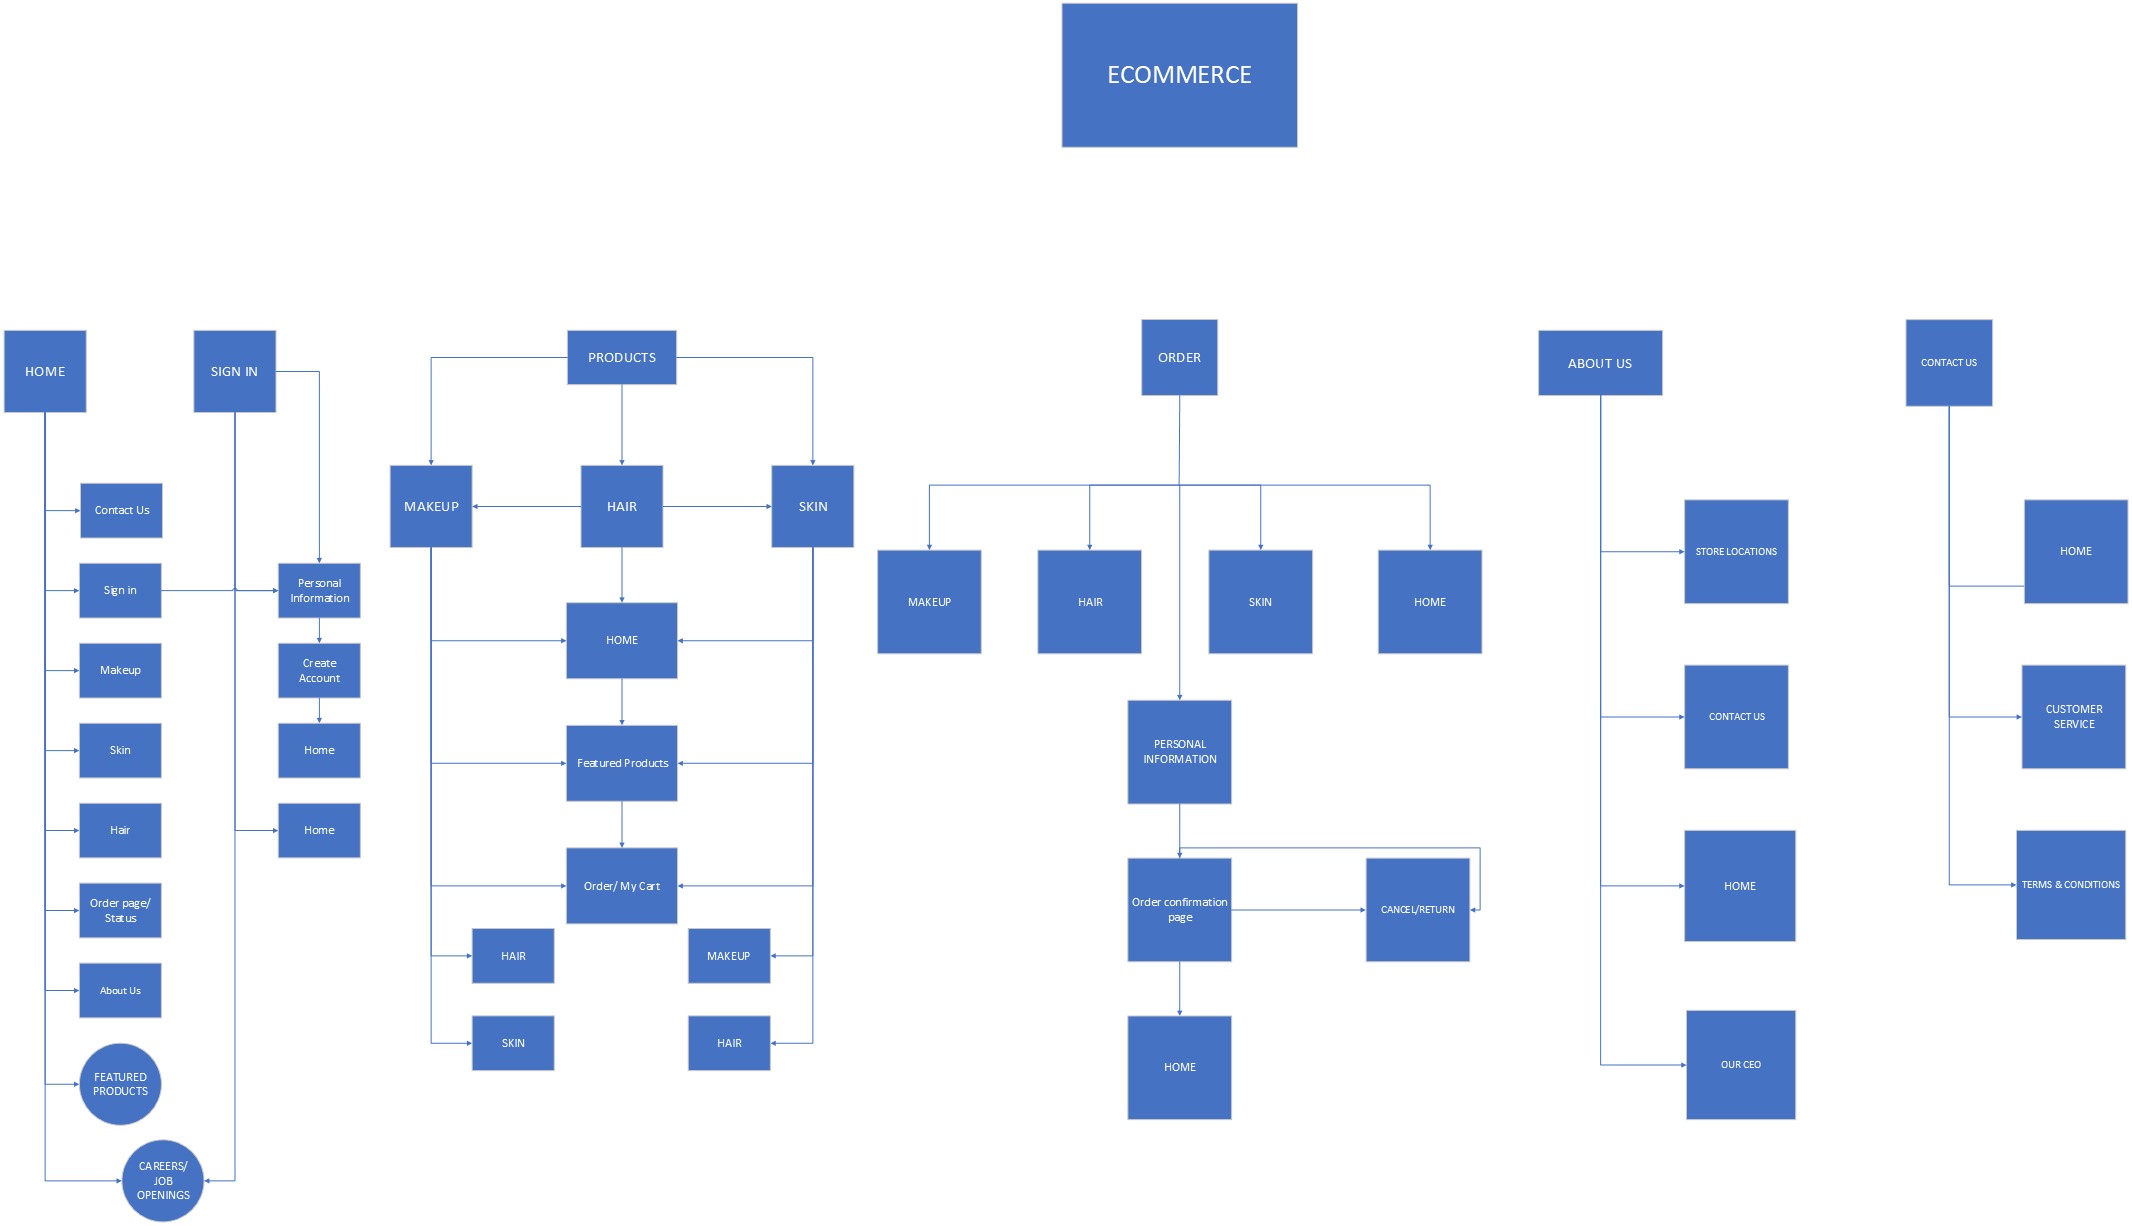 ECOMMERCE
HOME
SIGN IN
PRODUCTS
ORDER
ABOUT US
CONTACT US
Contact Us
Sign in
Makeup
Skin
Hair
Order page/
Status
About Us
FEATURED
PRODUCTS
CAREERS/
JOB
OPENINGS
Personal
Information
Create
Account
Home
Home
MAKEUP
HAIR
SKIN
HOME
Featured Products
Order/ My Cart
HAIR
MAKEUP
SKIN
HAIR
MAKEUP
HAIR
SKIN
HOME
PERSONAL
INFORMATION
Order confirmation
page
CANCEL/RETURN
HOME
STORE LOCATIONS
CONTACT US
HOME
OUR CEO
HOME
CUSTOMER
SERVICE
TERMS & CONDITIONS